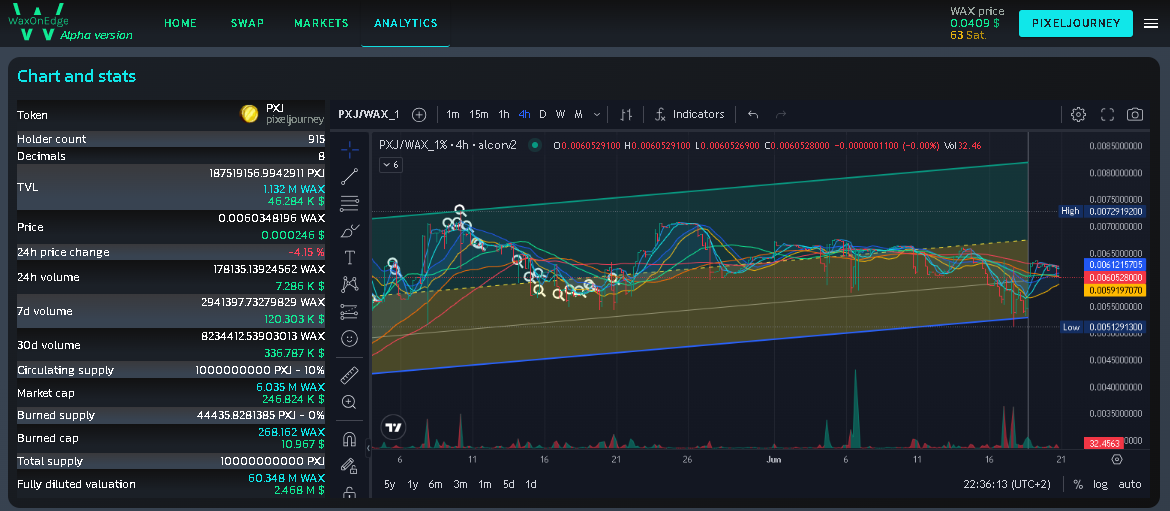 WaxOnEdge
Alpha version
HOME
SWAP
MARKETS
ANALYTICS
WAX price
0.0409 $
63 Sat.
PIXELJOURNEY
Chart and stats
Token
PXJ
pixeljourney
Holder count 915
Decimals 8
TVL
187519156.9942911 PXJ
1.132 M WAX
46.284 K $
Price
0.0060348196 WAX
0.000246 $
24h price change -4.15 %
24h volume
178135.13924562 WAX
7.286 K $
7d volume
2941397.73279829 WAX
120.303 K $
30d volume
8234412.53903013 WAX
336.787 K $
Circulating supply 1000000000 PXJ - 10%
Market cap
6.035 M WAX
246.824 K $
Burned supply 44435.8281385 PXJ - 0%
Burned cap
268.162 WAX
10.967 $
Total supply 10000000000 PXJ
Fully diluted valuation
60.348 M WAX
2.468 M $
PXJ/WAX_1 1m 15m 1h 4h D W M Indicators
PXJ/WAX_1% · 4h · alcorv2 O0.0060529100 H0.0060529100 L0.0060526900 C0.0060528000 -0.0000001100 (-0.00%) Vol32.46
6
0.0085000000
0.0080000000
0.0075000000
High 0.0072919200
0.0070000000
0.0065000000
0.0061215705
0.0060528000
0.0059197070
0.0055000000
Low 0.0051291300
0.0045000000
0.0040000000
0.0035000000
32.4563
6 11 16 21 26 Jun 6 11 16 21
5y 1y 6m 3m 1m 5d 1d
22:36:13 (UTC+2) % log auto